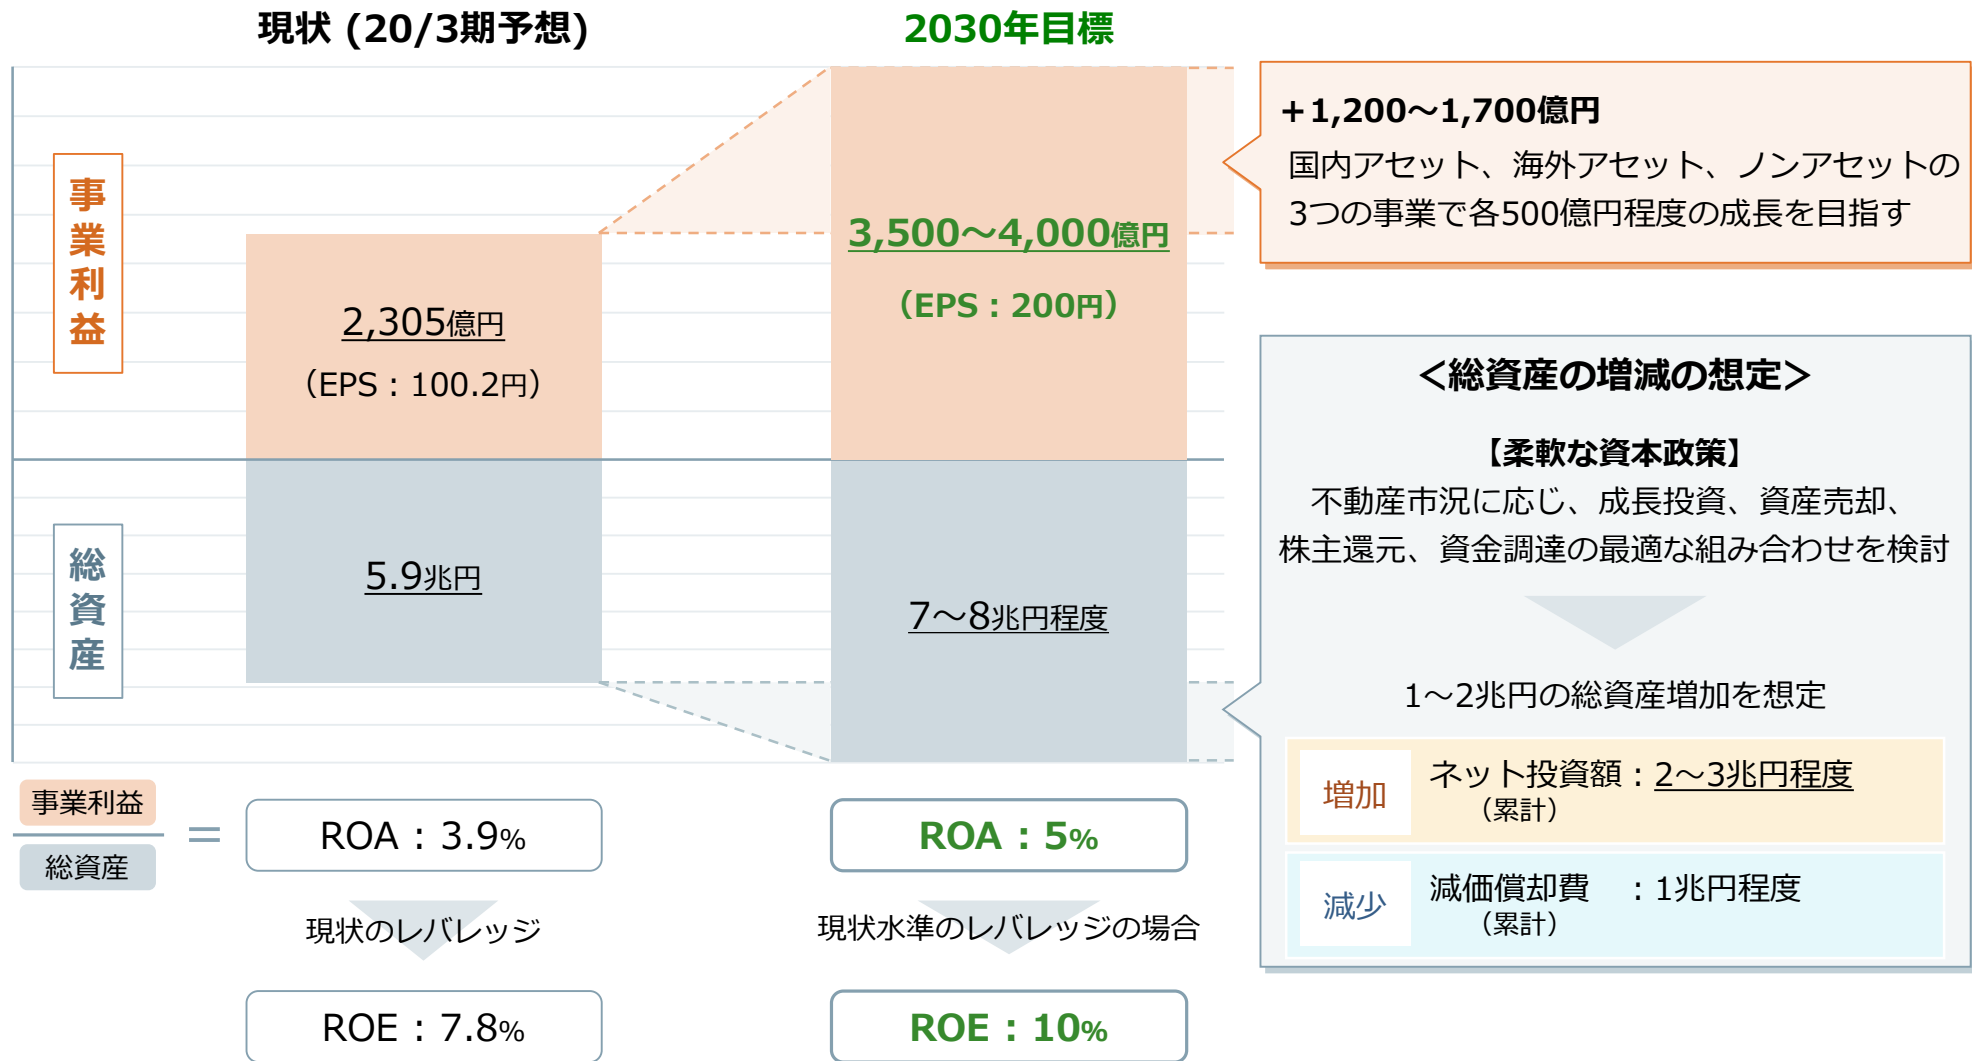 現状 (20/3期予想)
2030年目標
事業利益
2,305億円
（EPS：100.2円）
3,500～4,000億円
（EPS：200円）
＋1,200～1,700億円
国内アセット、海外アセット、ノンアセットの
3つの事業で各500億円程度の成長を目指す
総資産
5.9兆円
7～8兆円程度
＜総資産の増減の想定＞
【柔軟な資本政策】
不動産市況に応じ、成長投資、資産売却、
株主還元、資金調達の最適な組み合わせを検討
1～2兆円の総資産増加を想定
増加
ネット投資額：2～3兆円程度
（累計）
減少
減価償却費　：1兆円程度
（累計）
事業利益
総資産
＝
ROA：3.9%
ROA：5%
現状のレバレッジ
現状水準のレバレッジの場合
ROE：7.8%
ROE：10%